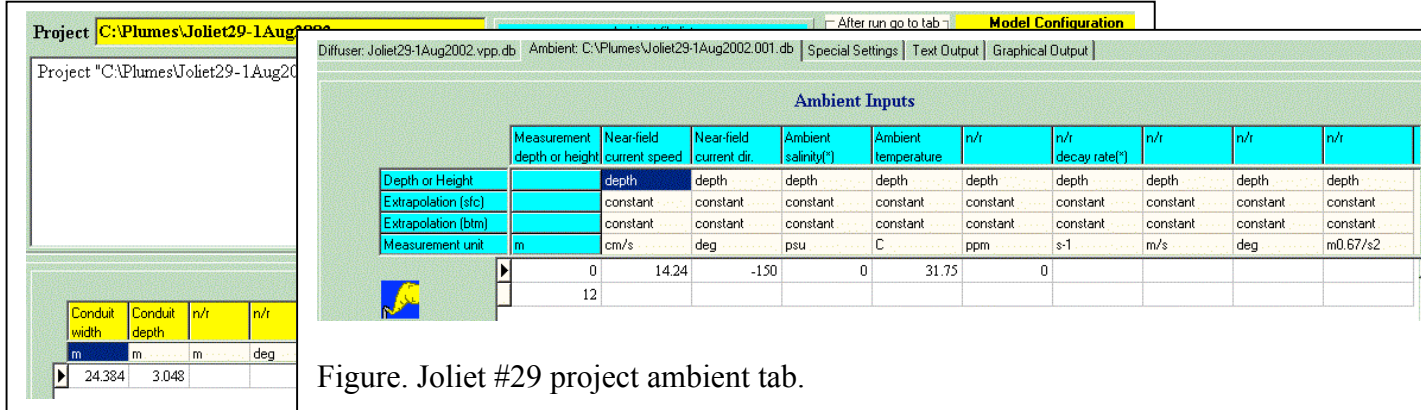 Project C:\Plumes\Joliet29-1Aug2002
After run go to tab
Model Configuration
Project "C:\Plumes\Joliet29-1Aug20
Conduit width Conduit depth n/r n/r
m m m deg
24.384 3.048
Diffuser: Joliet29-1Aug2002.vpp.db Ambient: C:\Plumes\Joliet29-1Aug2002.001.db Special Settings Text Output Graphical Output
Ambient Inputs
Measurement Near-field Near-field Ambient Ambient n/r n/r n/r n/r n/r
depth or height current speed current dir. salinity(*) temperature decay rate(*)
Depth or Height depth depth depth depth depth depth depth depth depth
Extrapolation (sfc) constant constant constant constant constant constant constant constant constant
Extrapolation (btm) constant constant constant constant constant constant constant constant constant
Measurement unit m cm/s deg psu C ppm s-1 m/s deg m0.67/s2
0 14.24 -150 0 31.75 0
12
Figure. Joliet #29 project ambient tab.